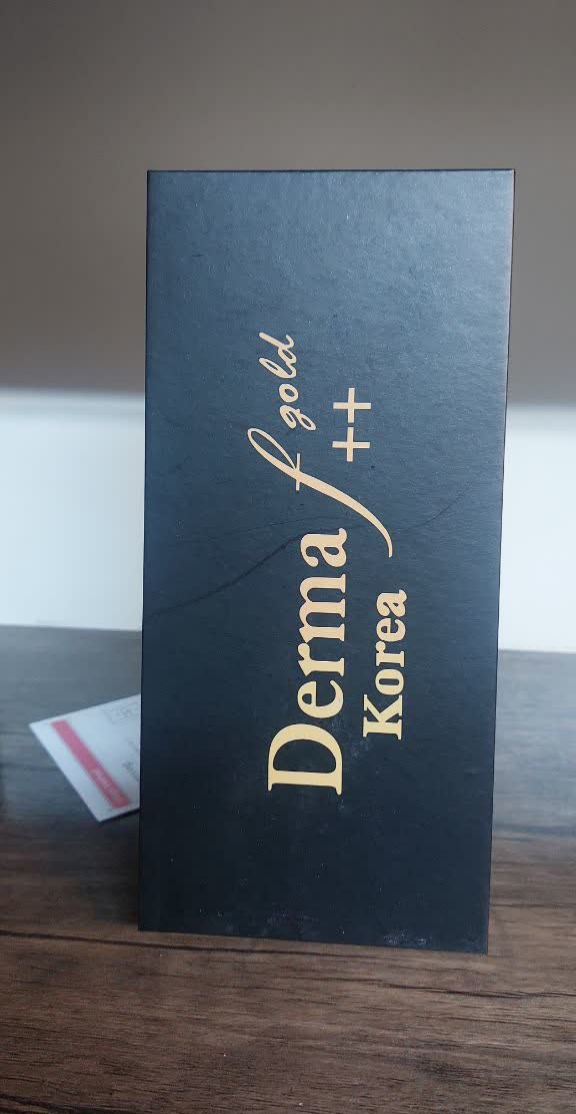 Derma f gold
Korea ++